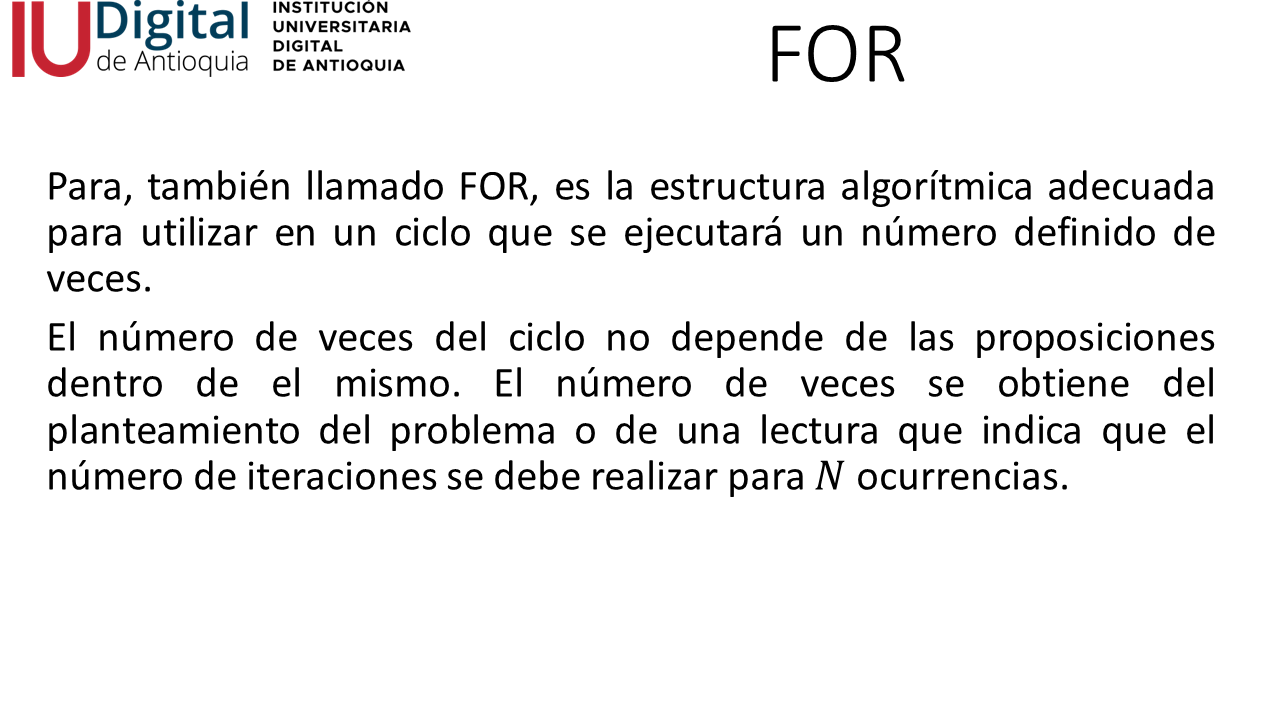 IU Digital
de Antioquia
INSTITUCIÓN
UNIVERSITARIA
DIGITAL
DE ANTIOQUIA
FOR
Para, también llamado FOR, es la estructura algorítmica adecuada
para utilizar en un ciclo que se ejecutará un número definido de
veces.
El número de veces del ciclo no depende de las proposiciones
dentro de el mismo. El número de veces se obtiene del
planteamiento del problema o de una lectura que indica que el
número de iteraciones se debe realizar para N ocurrencias.